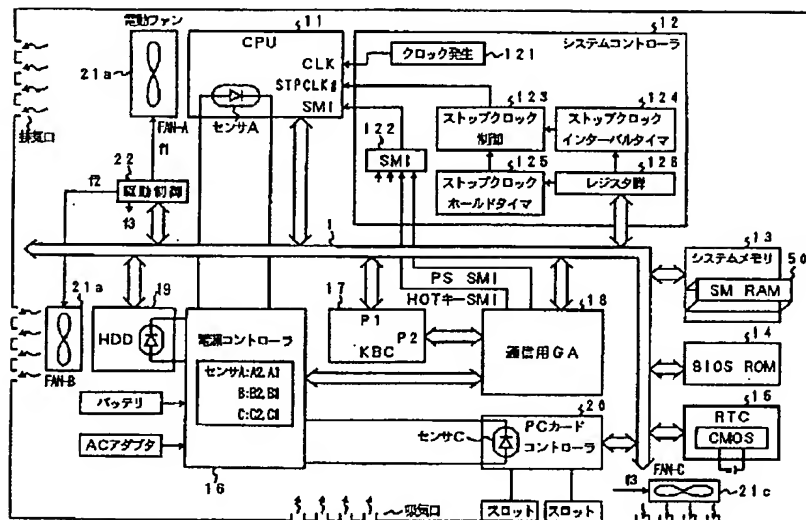 電動ファン
11
12
CPU
システムコントローラ
クロック発生
121
CLK
21a
STPCLK#
123
124
SMI
センサA
122
ストップクロック
制御
ストップクロック
インターバルタイマ
FAN-A
排気口
SMI
125
126
22
f1
f2
ストップクロック
ホールドタイマ
レジスタ群
駆動制御
f3
1
13
システムメモリ
50
SM RAM
PS SMI
HOTキーSMI
21a
19
17
18
HDD
電源コントローラ
P1
P2
KBC
通信用GA
14
BIOS ROM
FAN-B
センサA:A2,A1
B:B2,B1
C:C2,C1
バッテリ
20
15
RTC
CMOS
センサC
PCカード
コントローラ
ACアダプタ
FAN-C
f3
21c
16
吸気口
スロット
スロット